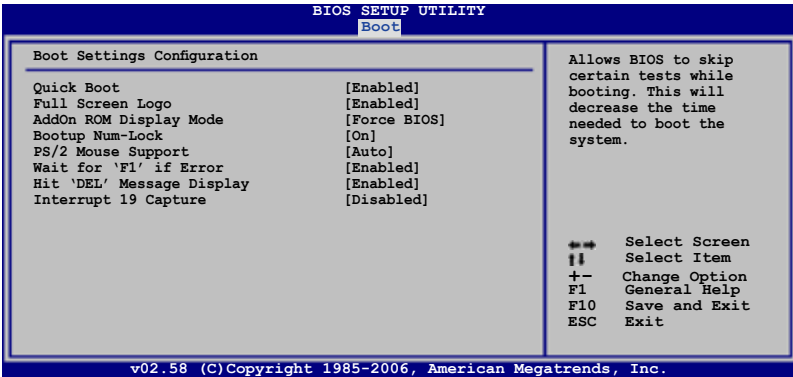 BIOS SETUP UTILITY
Boot
Boot Settings Configuration
Quick Boot [Enabled]
Full Screen Logo [Enabled]
AddOn ROM Display Mode [Force BIOS]
Bootup Num-Lock [On]
PS/2 Mouse Support [Auto]
Wait for ‘F1’ if Error [Enabled]
Hit ‘DEL’ Message Display [Enabled]
Interrupt 19 Capture [Disabled]
Allows BIOS to skip
certain tests while
booting. This will
decrease the time
needed to boot the
system.
←→ Select Screen
↑↓ Select Item
+- Change Option
F1 General Help
F10 Save and Exit
ESC Exit
v02.58 (C)Copyright 1985-2006, American Megatrends, Inc.